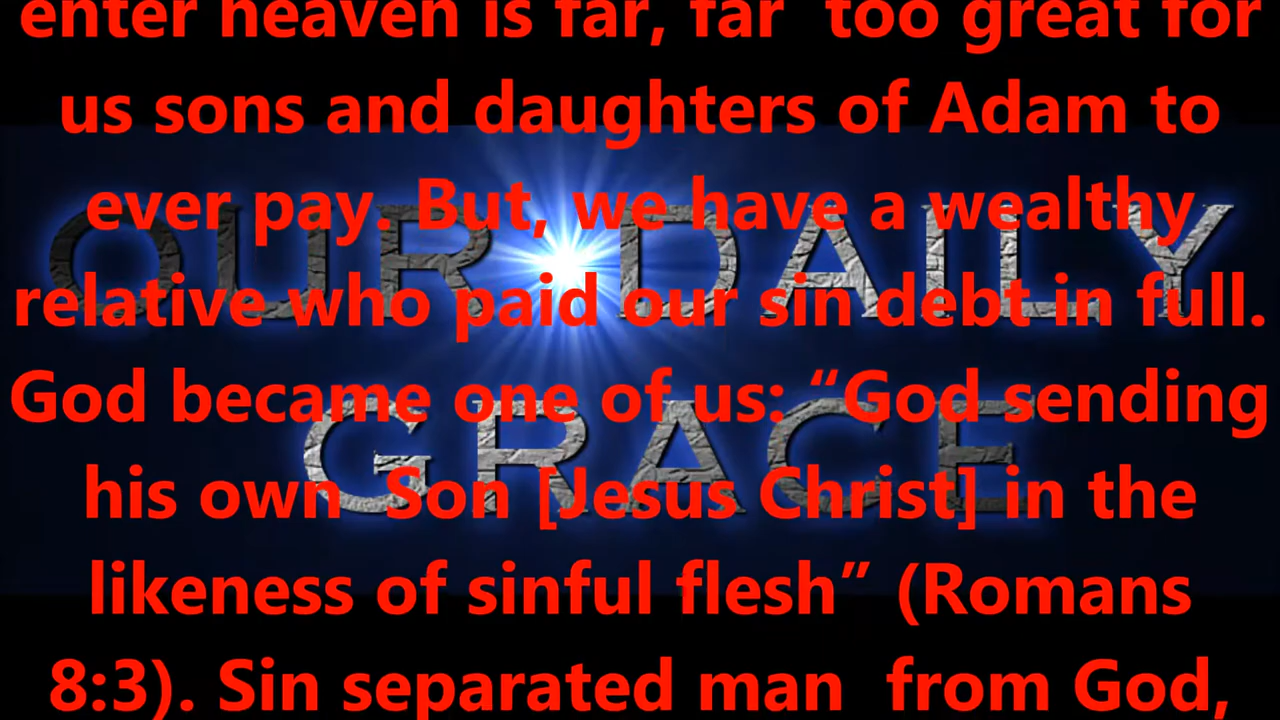 enter heaven is far, far  too great for
us sons and daughters of Adam to
ever pay. But, we have a wealthy
relative who paid our sin debt in full.
God became one of us: “God sending
his own  Son [Jesus Christ] in the
likeness of sinful flesh” (Romans
8:3). Sin separated man  from God,
OUR DAILY
GRACE